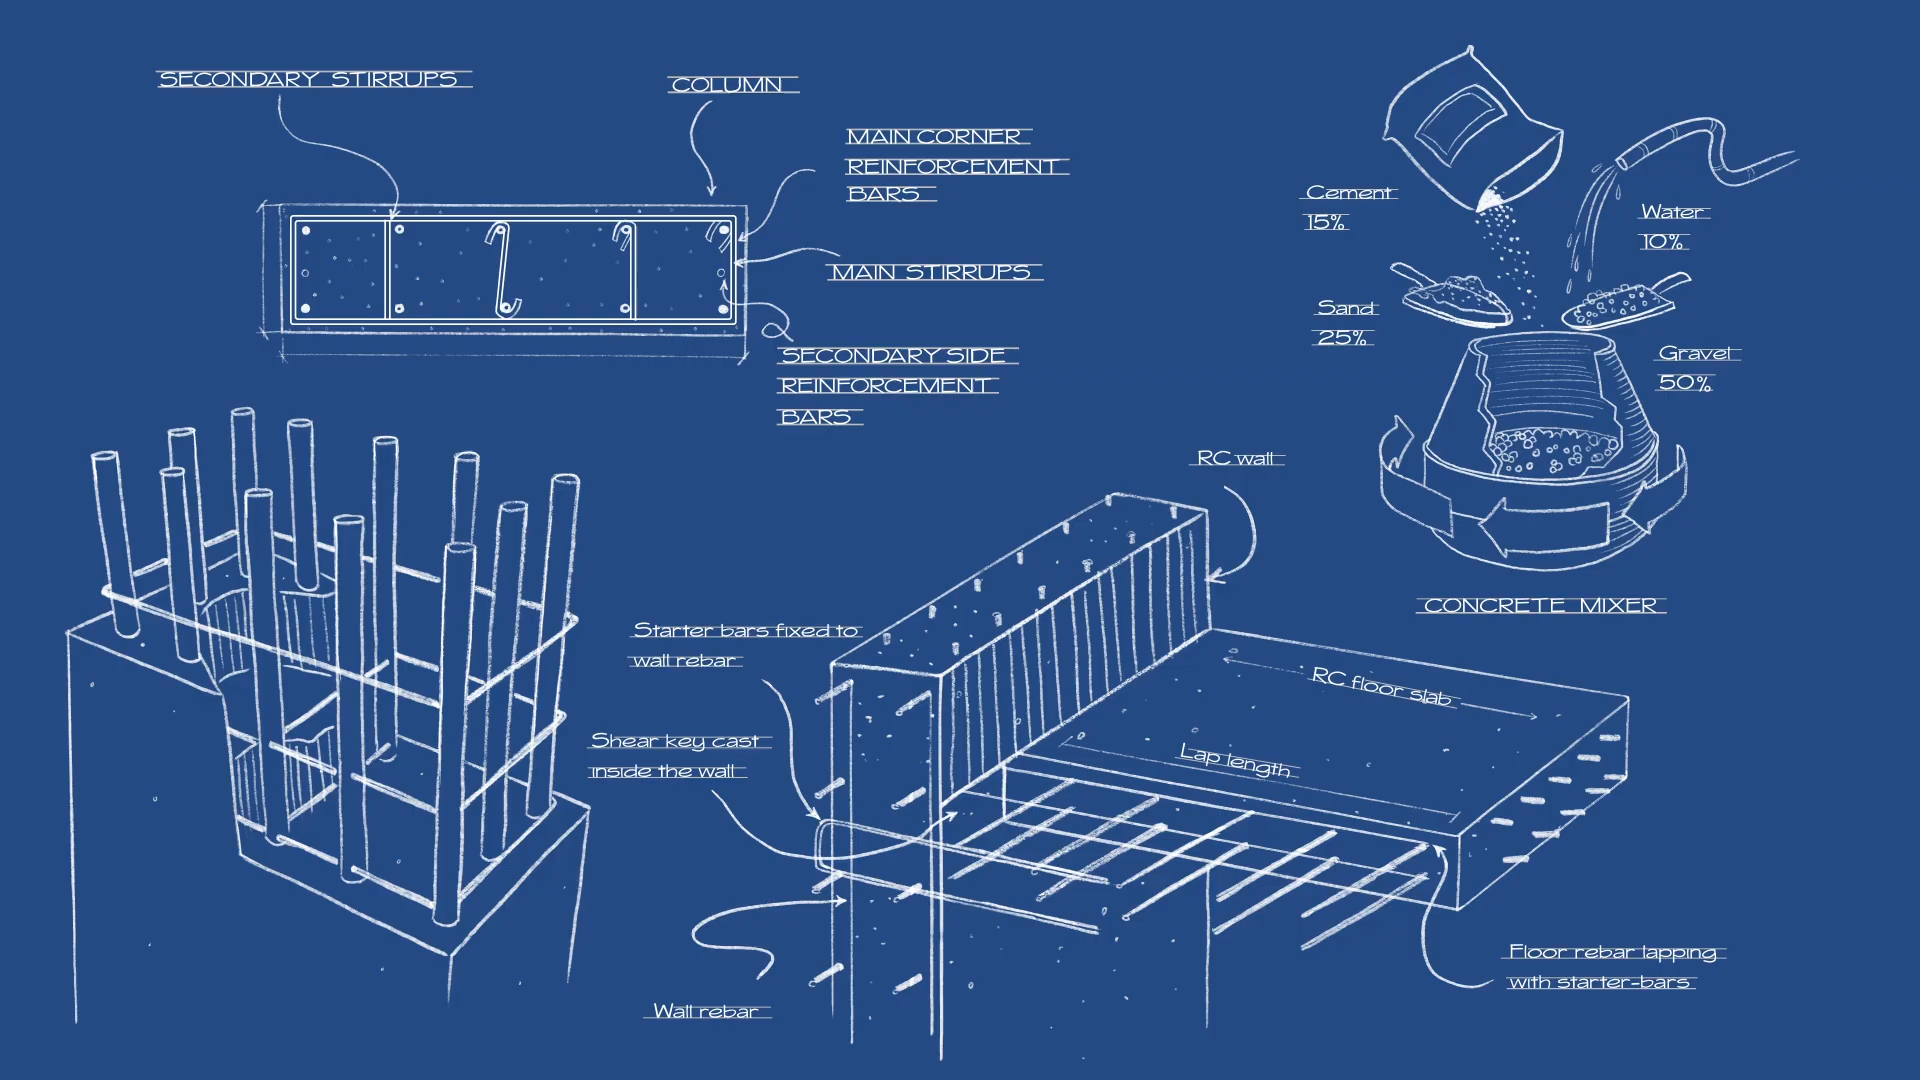 SECONDARY STIRRUPS
COLUMN
MAIN CORNER
REINFORCEMENT
BARS
MAIN STIRRUPS
SECONDARY SIDE
REINFORCEMENT
BARS
Cement
15%
Water
10%
Sand
25%
Gravel
50%
CONCRETE MIXER
RC wall
Starter bars fixed to
wall rebar
RC floor slab
Shear key cast
inside the wall
Lap length
Floor rebar lapping
with starter-bars
Wall rebar